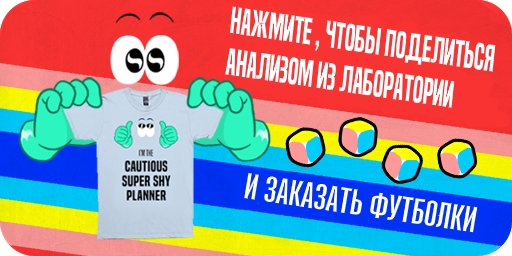 НАЖМИТЕ, ЧТОБЫ ПОДЕЛИТЬСЯ
АНАЛИЗОМ ИЗ ЛАБОРАТОРИИ
I'M THE
CAUTIOUS
SUPER SHY
PLANNER
И ЗАКАЗАТЬ ФУТБОЛКИ